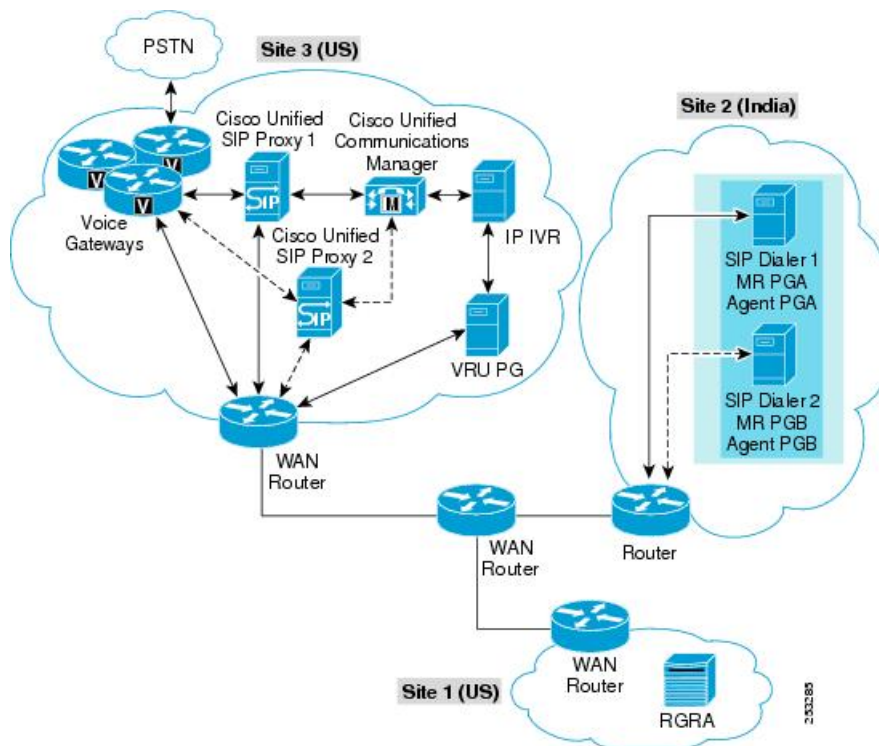 PSTN
Site 3 (US)
Cisco Unified
SIP Proxy 1
Cisco Unified
Communications
Manager
Site 2 (India)
V
V
V
SIP
M
IP IVR
Voice
Gateways
Cisco Unified
SIP Proxy 2
SIP
VRU PG
SIP Dialer 1
MR PGA
Agent PGA
SIP Dialer 2
MR PGB
Agent PGB
WAN
Router
WAN
Router
Router
WAN
Router
Site 1 (US)
RGRA
253285